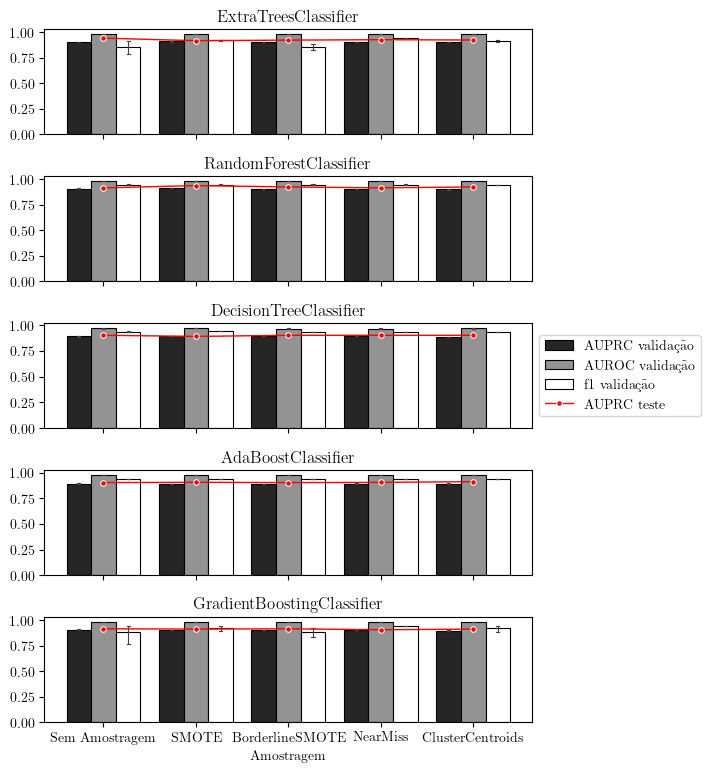 ExtraTreesClassifier
1.00
0.75
0.50
0.25
0.00
RandomForestClassifier
1.00
0.75
0.50
0.25
0.00
DecisionTreeClassifier
1.00
0.75
0.50
0.25
0.00
AUPRC validação
AUROC validação
f1 validação
AUPRC teste
AdaBoostClassifier
1.00
0.75
0.50
0.25
0.00
GradientBoostingClassifier
1.00
0.75
0.50
0.25
0.00
Sem Amostragem SMOTE BorderlineSMOTE NearMiss ClusterCentroids
Amostragem